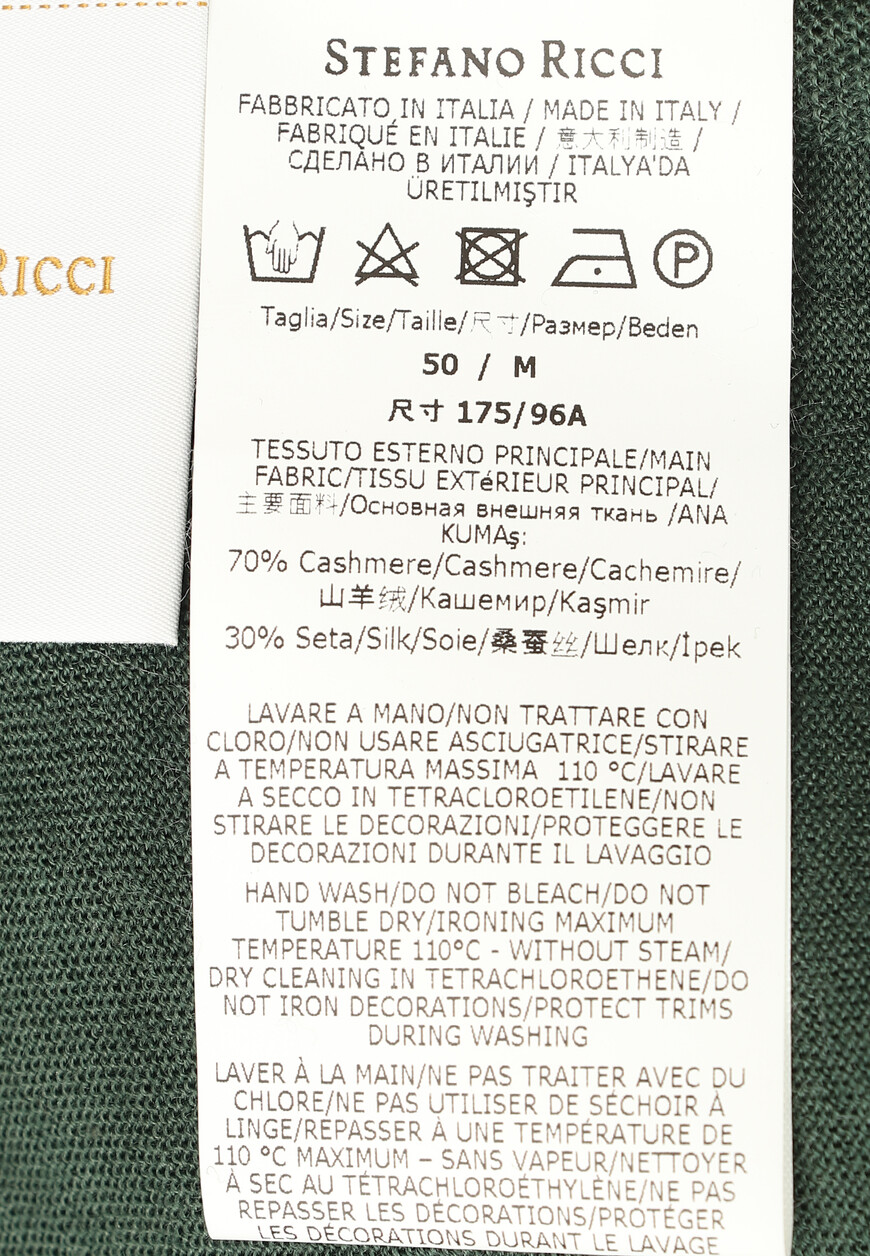 RICCI
STEFANO RICCI
FABBRICATO IN ITALIA / MADE IN ITALY /
FABRIQUÉ EN ITALIE / 意大利制造 /
СДЕЛАНО В ИТАЛИИ / ITALYA'DA
ÜRETILMIŞTIR
P
Taglia/Size/Taille/尺寸/Размер/Beden
50 / M
尺寸 175/96A
TESSUTO ESTERNO PRINCIPALE/MAIN
FABRIC/TISSU EXTéRIEUR PRINCIPAL/
主要面料/Основная внешняя ткань /ANA
KUMAş:
70% Cashmere/Cashmere/Cachemire/
山羊绒/Кашемир/Kaşmir
30% Seta/Silk/Soie/桑蚕丝/Шелк/İpek
LAVARE A MANO/NON TRATTARE CON
CLORO/NON USARE ASCIUGATRICE/STIRARE
A TEMPERATURA MASSIMA 110 °C/LAVARE
A SECCO IN TETRACLOROETILENE/NON
STIRARE LE DECORAZIONI/PROTEGGERE LE
DECORAZIONI DURANTE IL LAVAGGIO
HAND WASH/DO NOT BLEACH/DO NOT
TUMBLE DRY/IRONING MAXIMUM
TEMPERATURE 110°C - WITHOUT STEAM/
DRY CLEANING IN TETRACHLOROETHENE/DO
NOT IRON DECORATIONS/PROTECT TRIMS
DURING WASHING
LAVER À LA MAIN/NE PAS TRAITER AVEC DU
CHLORE/NE PAS UTILISER DE SÉCHOIR À
LINGE/REPASSER À UNE TEMPÉRATURE DE
110 °C MAXIMUM – SANS VAPEUR/NETTOYER
À SEC AU TÉTRACHLOROÉTHYLÈNE/NE PAS
REPASSER LES DÉCORATIONS/PROTÉGER
LES DÉCORATIONS DURANT LE LAVAGE